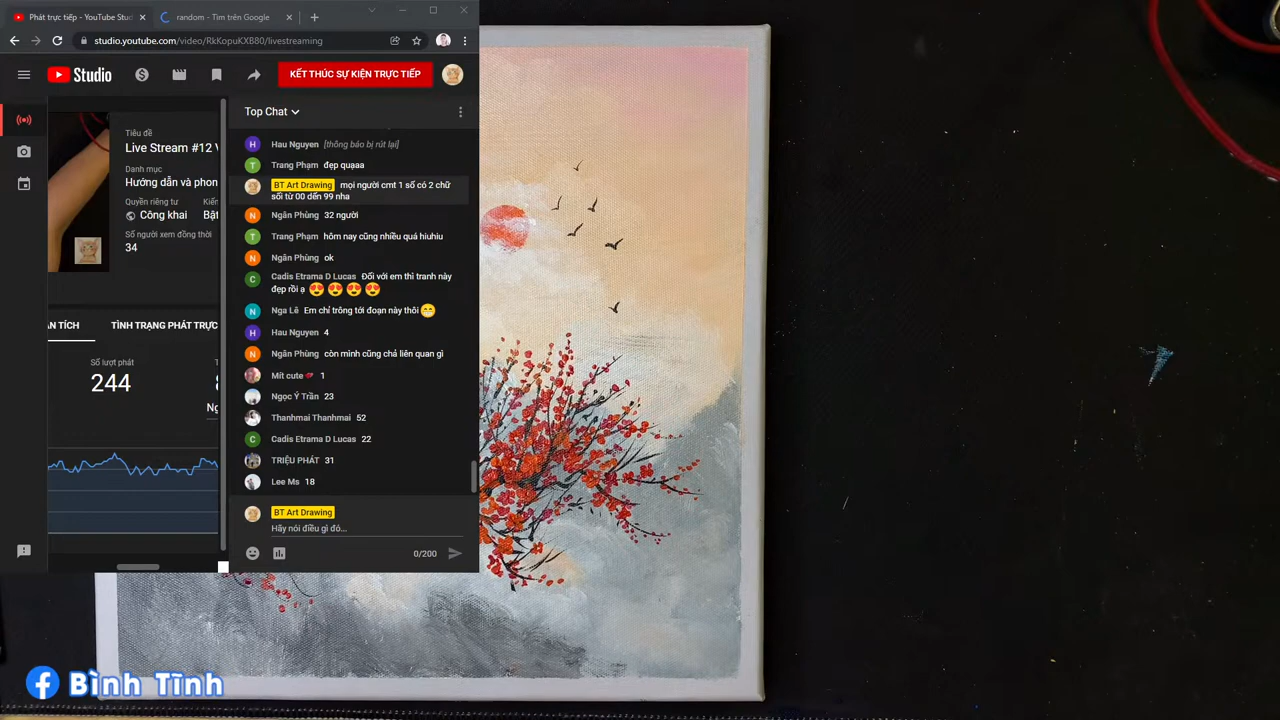 Phát trực tiếp - YouTube Stud
random - Tìm trên Google
studio.youtube.com/video/RkKopuKXB80/livestreaming
Studio
KẾT THÚC SỰ KIỆN TRỰC TIẾP
Tiêu đề
Live Stream #12 V
Danh mục
Hướng dẫn và phon
Quyền riêng tư Kiể
Công khai Bật
Số người xem đồng thời
34
TÌNH TRẠNG PHÁT TRỰC
Số lượt phát
244
Top Chat
Hau Nguyen [thông báo bị rút lại]
Trang Phạm đẹp quạaa
BT Art Drawing mọi người cmt 1 số có 2 chữ
sối từ 00 dến 99 nha
Ngân Phùng 32 người
Trang Phạm hôm nay cũng nhiều quá hiuhiu
Ngân Phùng ok
Cadis Etrama D Lucas Đối với em thì tranh này
đẹp rồi ạ 😍 😍 😍 😍
Nga Lê Em chỉ trông tới đoạn này thôi 😁
Hau Nguyen 4
Ngân Phùng còn mình cũng chả liên quan gì
Mít cute 💋 1
Ngọc Ý Trần 23
Thanhmai Thanhmai 52
Cadis Etrama D Lucas 22
TRIỆU PHÁT 31
Lee Ms 18
BT Art Drawing
Hãy nói điều gì đó...
0/200
Bình Tĩnh